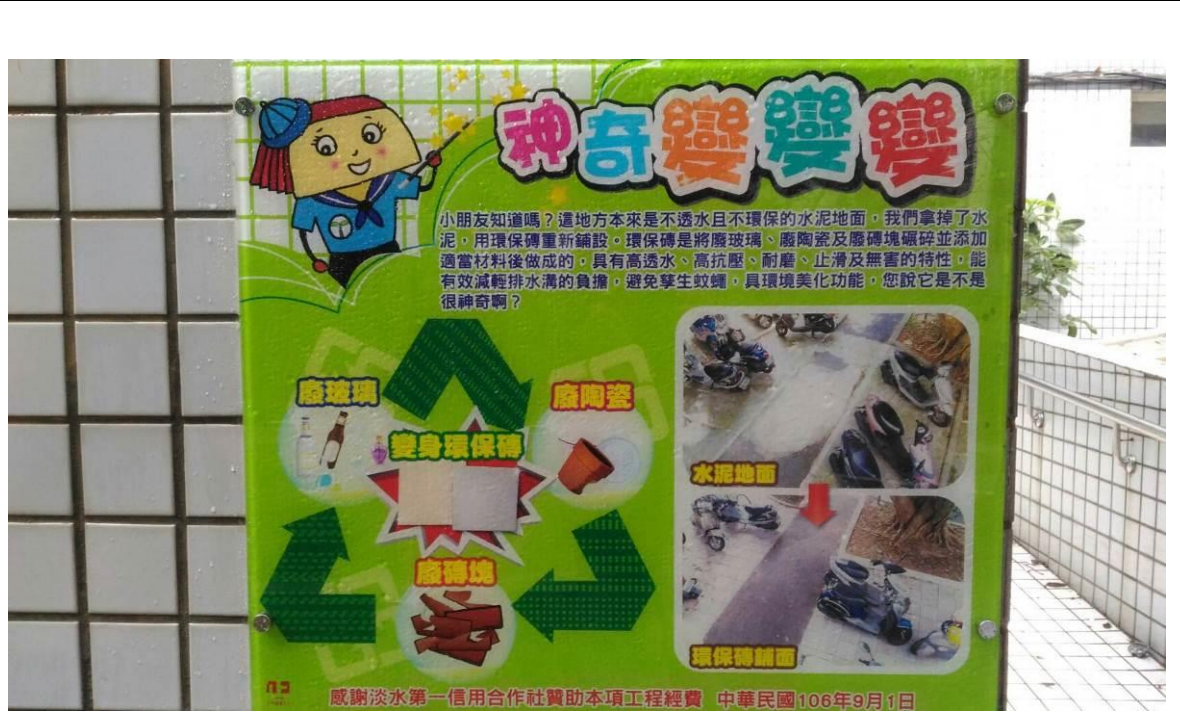 神奇變變變
小朋友知道嗎？這地方本來是不透水且不環保的水泥地面，我們拿掉了水
泥，用環保磚重新鋪設。環保磚是將廢玻璃、廢陶瓷及廢磚塊碾碎並添加
適當材料後做成的，具有高透水、高抗壓、耐磨、止滑及無害的特性，能
有效減輕排水溝的負擔，避免孳生蚊蠅，具環境美化功能，您說它是不是
很神奇啊？
廢玻璃
廢陶瓷
變身環保磚
廢磚塊
水泥地面
環保磚鋪面
感謝淡水第一信用合作社贊助本項工程經費 中華民國106年9月1日